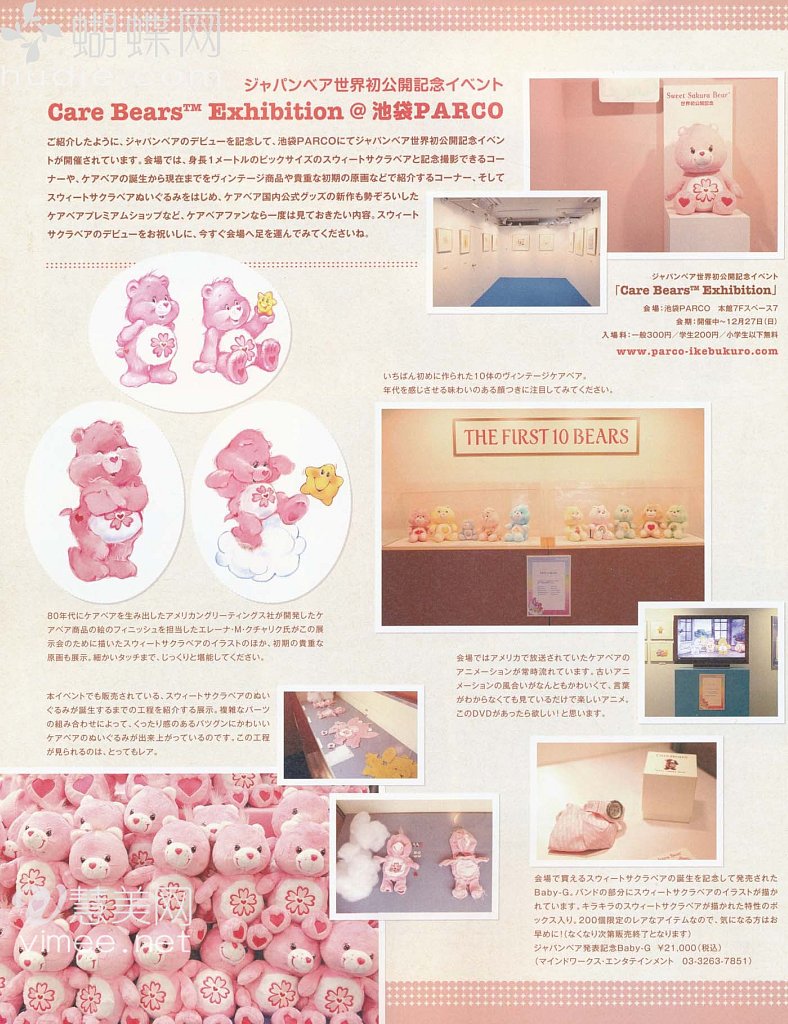 蝴蝶网
hudie.com
ジャパンベア世界初公開記念イベント
Care Bears™ Exhibition @ 池袋PARCO
ご紹介したように、ジャパンベアのデビューを記念して、池袋PARCOにてジャパンベア世界初公開記念イベン
トが開催されています。会場では、身長1メートルのビックサイズのスウィートサクラベアと記念撮影できるコー
ナーや、ケアベアの誕生から現在までをヴィンテージ商品や貴重な初期の原画などで紹介するコーナー、そして
スウィートサクラベアぬいぐるみをはじめ、ケアベア国内公式グッズの新作も勢ぞろいした
ケアベアプレミアムショップなど、ケアベアファンなら一度は見ておきたい内容。スウィート
サクラベアのデビューをお祝いしに、今すぐ会場へ足を運んでみてくださいね。
Sweet Sakura Bear
世界初公開記念
ジャパンベア世界初公開記念イベント
「Care Bears™ Exhibition」
会場：池袋PARCO　本館7Fスペース7
会期：開催中〜12月27日(日)
入場料：一般300円／学生200円／小学生以下無料
www.parco-ikebukuro.com
いちばん初めに作られた10体のヴィンテージケアベア。
年代を感じさせる味わいのある顔つきに注目してみてください。
THE FIRST 10 BEARS
80年代にケアベアを生み出したアメリカングリーティングス社が開発したケ
アベア商品の絵のフィニッシュを担当したエレーナ・M・クチャリク氏がこの展
示会のために描いたスウィートサクラベアのイラストのほか、初期の貴重な
原画も展示。細かいタッチまで、じっくりと堪能してください。
会場ではアメリカで放送されていたケアベアの
アニメーションが常時流れています。古いアニ
メーションの風合いがなんともかわいくて、言葉
がわからなくても見ているだけで楽しいアニメ。
このDVDがあったら欲しい！と思います。
本イベントでも販売されている、スウィートサクラベアのぬい
ぐるみが誕生するまでの工程を紹介する展示。複雑なパーツ
の組み合わせによって、くったり感のあるバツグンにかわいい
ケアベアのぬいぐるみが出来上がっているのです。この工程
が見られるのは、とってもレア。
会場で買えるスウィートサクラベアの誕生を記念して発売された
Baby-G。バンドの部分にスウィートサクラベアのイラストが描か
れています。キラキラのスウィートサクラベアが描かれた特性のボ
ックス入り。200個限定のレアなアイテムなので、気になる方はお
早めに！(なくなり次第販売終了となります)
ジャパンベア発表記念Baby-G　￥21,000(税込)
(マインドワークス・エンタテインメント　03-3263-7851)
慧美网
vimee.net